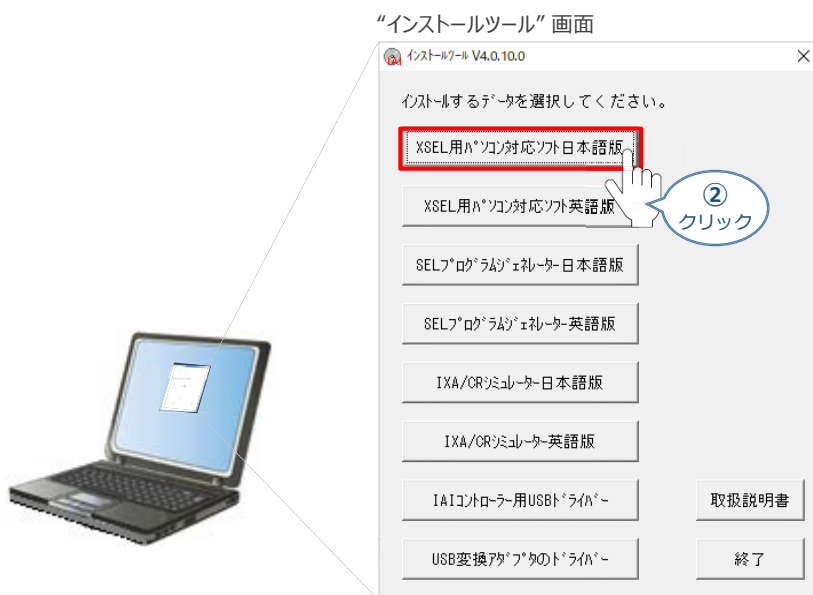 “インストールツール” 画面
インストールツール V4.0.10.0
インストールするデータを選択してください。
XSEL用パソコン対応ソフト日本語版
XSEL用パソコン対応ソフト英語版
②
クリック
SELプログラムジェネレーター日本語版
SELプログラムジェネレーター英語版
IXA/CRシミュレーター日本語版
IXA/CRシミュレーター英語版
IAIコントローラー用USBドライバー
取扱説明書
USB変換アダプタのドライバー
終了